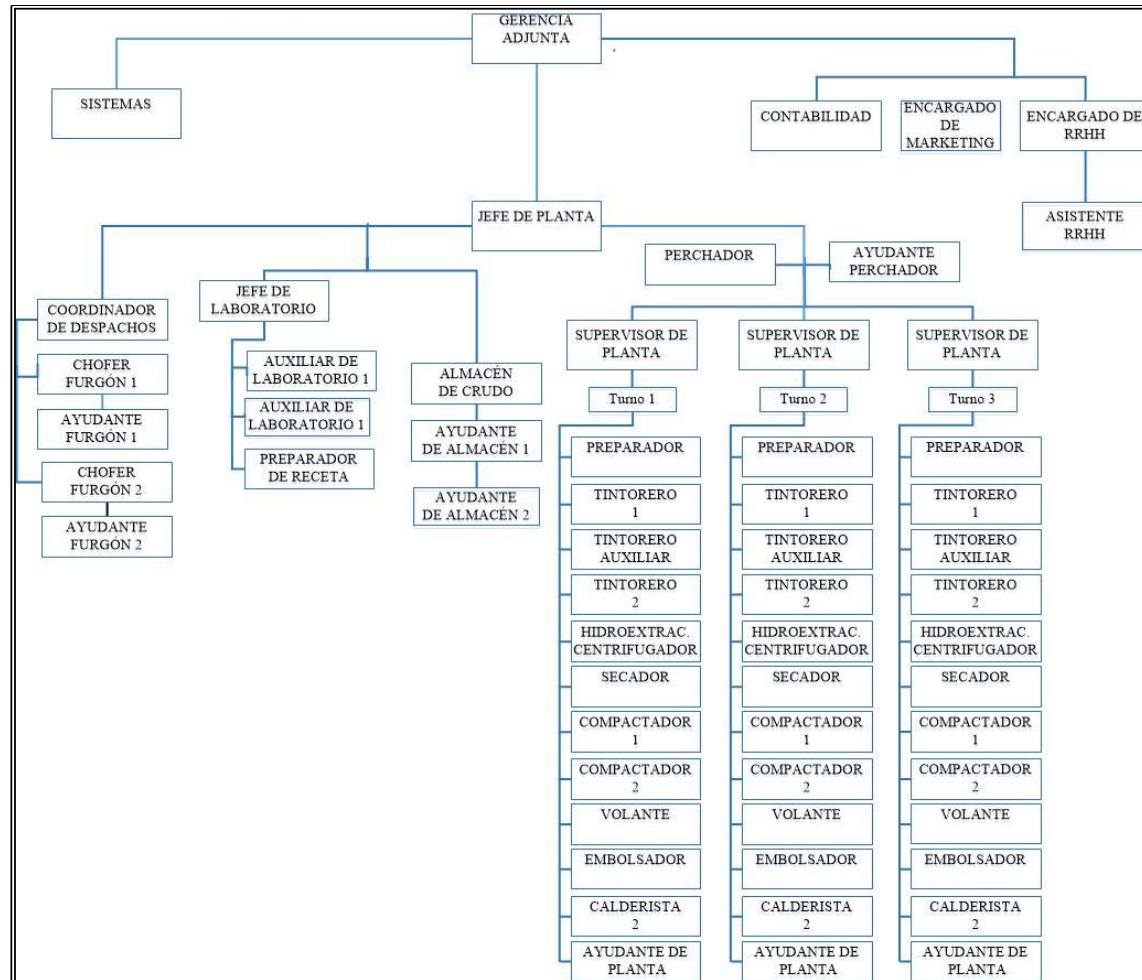 GERENCIA
ADJUNTA
SISTEMAS
CONTABILIDAD
ENCARGADO
DE
MARKETING
ENCARGADO DE
RRHH
ASISTENTE
RRHH
JEFE DE PLANTA
PERCHADOR
AYUDANTE
PERCHADOR
COORDINADOR
DE DESPACHOS
CHOFER
FURGÓN 1
AYUDANTE
FURGÓN 1
CHOFER
FURGÓN 2
AYUDANTE
FURGÓN 2
JEFE DE
LABORATORIO
AUXILIAR DE
LABORATORIO 1
AUXILIAR DE
LABORATORIO 1
PREPARADOR
DE RECETA
ALMACÉN
DE CRUDO
AYUDANTE
DE ALMACÉN 1
AYUDANTE
DE ALMACÉN 2
SUPERVISOR DE
PLANTA
Turno 1
PREPARADOR
TINTORERO
1
TINTORERO
AUXILIAR
TINTORERO
2
HIDROEXTRAC.
CENTRIFUGADOR
SECADOR
COMPACTADOR
1
COMPACTADOR
2
VOLANTE
EMBOLSADOR
CALDERISTA
2
AYUDANTE DE
PLANTA
SUPERVISOR DE
PLANTA
Turno 2
PREPARADOR
TINTORERO
1
TINTORERO
AUXILIAR
TINTORERO
2
HIDROEXTRAC.
CENTRIFUGADOR
SECADOR
COMPACTADOR
1
COMPACTADOR
2
VOLANTE
EMBOLSADOR
CALDERISTA
2
AYUDANTE DE
PLANTA
SUPERVISOR DE
PLANTA
Turno 3
PREPARADOR
TINTORERO
1
TINTORERO
AUXILIAR
TINTORERO
2
HIDROEXTRAC.
CENTRIFUGADOR
SECADOR
COMPACTADOR
1
COMPACTADOR
2
VOLANTE
EMBOLSADOR
CALDERISTA
2
AYUDANTE DE
PLANTA